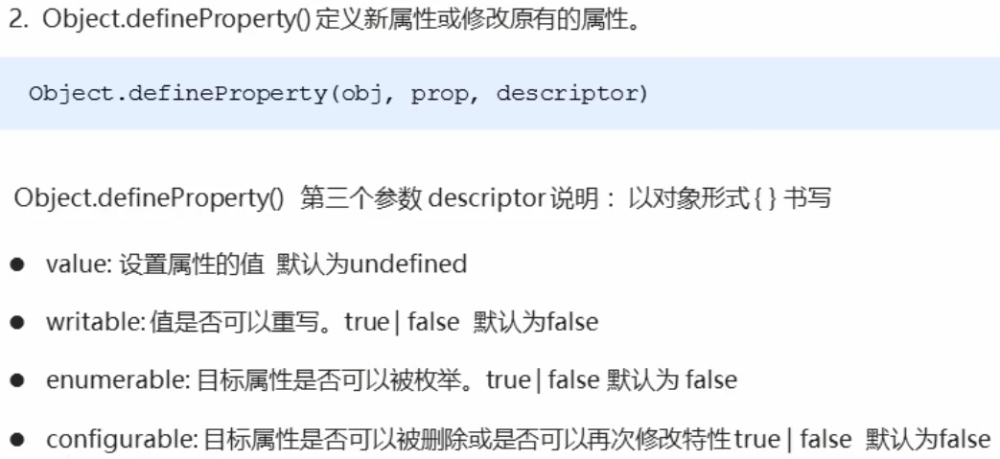 2. Object.defineProperty() 定义新属性或修改原有的属性。
Object.defineProperty(obj, prop, descriptor)
Object.defineProperty() 第三个参数 descriptor 说明： 以对象形式 { } 书写
● value: 设置属性的值 默认为undefined
● writable: 值是否可以重写。true | false 默认为false
● enumerable: 目标属性是否可以被枚举。true | false 默认为 false
● configurable: 目标属性是否可以被删除或是否可以再次修改特性 true | false 默认为false